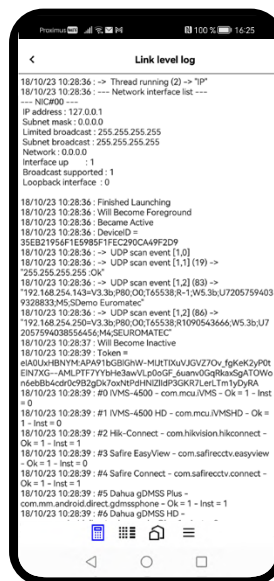 Proximus 100 % 16:25
Link level log
18/10/23 10:28:36 : -> Thread running (2) -> "IP"
18/10/23 10:28:36 : --- Network interface list ---
--- NIC#00 ---
IP address : 127.0.0.1
Subnet mask : 0.0.0.0
Limited broadcast : 255.255.255.255
Subnet broadcast : 255.255.255.255
Network : 0.0.0.0
Interface up : 1
Broadcast supported : 1
Loopback interface : 0
18/10/23 10:28:36 : Finished Launching
18/10/23 10:28:36 : Will Become Foreground
18/10/23 10:28:36 : Became Active
18/10/23 10:28:36 : DeviceID =
35EB21956F1E5985F1FEC290CA49F2D9
18/10/23 10:28:36 : -> UDP scan event [1,0]
18/10/23 10:28:36 : -> UDP scan event [1,1] (19) ->
"255.255.255.255 :Ok"
18/10/23 10:28:36 : -> UDP scan event [1,2] (83) ->
"192.168.254.143=V3.3b;P80;O0;T65538;R-1;W5.3b;U7205759403
9328833;M5;SDemo Euromatec"
18/10/23 10:28:36 : -> UDP scan event [1,2] (86) ->
"192.168.254.250=V3.3b;P80;O0;T65538;R1090543666;W5.3b;U7
2057594038556456;M4;SEUROMATEC"
18/10/23 10:28:37 : Will Become Inactive
18/10/23 10:28:39 : Token =
eIA0UxHBNYM:APA91bGBIGhW-MIJtTIXuVJGVZ7Ov_fgKeK2yP0t
EIN7XG--AMLPTF7YYbHe3awVLp0oGF_6uanv0GqRkaxSgATOWo
n6ebBb4cdr0c9B2gDk7oxNtPdHNIZlIdP3GKR7LerLTm1yDyRA
18/10/23 10:28:39 : #0 iVMS-4500 - com.mcu.iVMS - Ok = 1 - Inst
= 0
18/10/23 10:28:39 : #1 iVMS-4500 HD - com.mcu.iVMSHD - Ok =
1 - Inst = 0
18/10/23 10:28:39 : #2 Hik-Connect - com.hikvision.hikconnect -
Ok = 1 - Inst = 1
18/10/23 10:28:39 : #3 Safire EasyView - com.safirecctv.easyview
- Ok = 1 - Inst = 0
18/10/23 10:28:39 : #4 Safire Connect - com.safirecctv.connect -
Ok = 1 - Inst = 1
18/10/23 10:28:39 : #5 Dahua gDMSS Plus -
com.mm.android.direct.gdmssphone - Ok = 1 - Inst = 1
18/10/23 10:28:39 : #6 Dahua gDMSS HD -